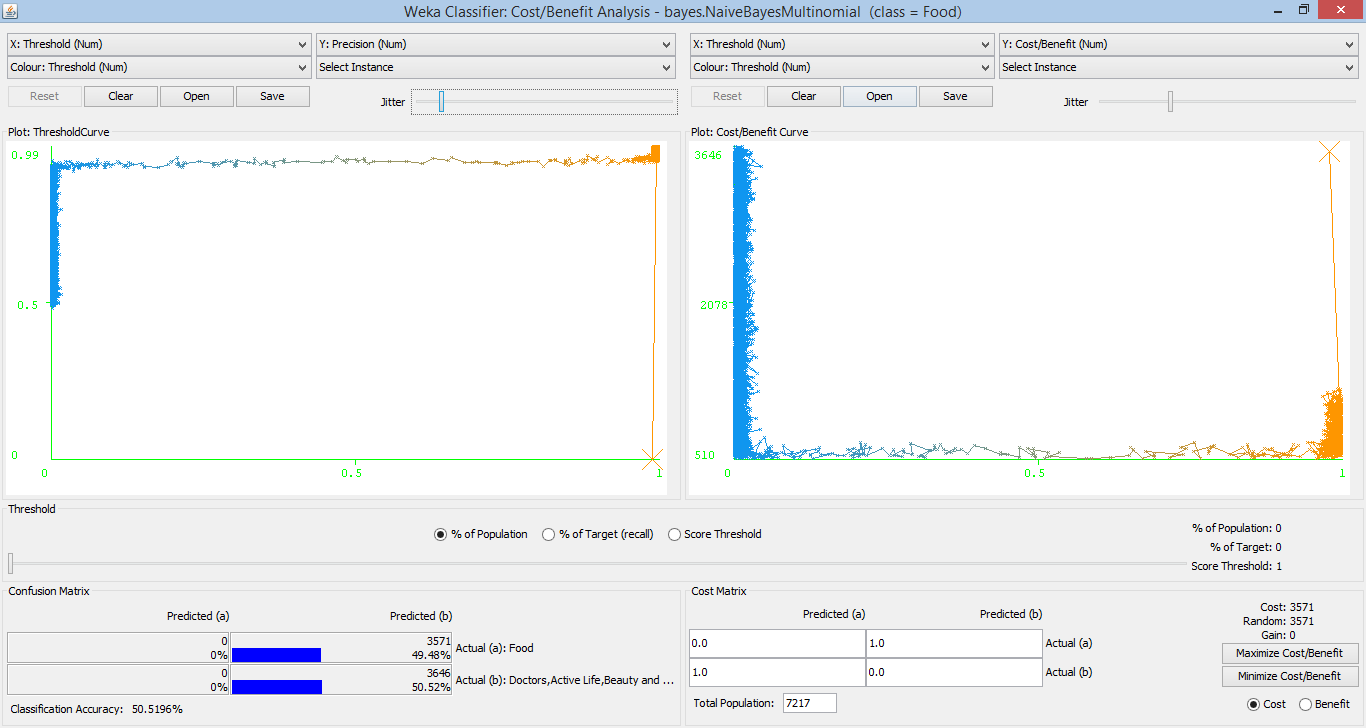 Weka Classifier: Cost/Benefit Analysis - bayes.NaiveBayesMultinomial (class = Food)
X: Threshold (Num)
Y: Precision (Num)
X: Threshold (Num)
Y: Cost/Benefit (Num)
Colour: Threshold (Num)
Select Instance
Colour: Threshold (Num)
Select Instance
Reset
Clear
Open
Save
Jitter
Reset
Clear
Open
Save
Jitter
Plot: ThresholdCurve
0.99
0.5
0
0
0.5
1
Plot: Cost/Benefit Curve
3646
2078
510
0
0.5
1
Threshold
% of Population
% of Target (recall)
Score Threshold
% of Population: 0
% of Target: 0
Score Threshold: 1
Confusion Matrix
Predicted (a)
Predicted (b)
0
0%
3571
49.48%
Actual (a): Food
0
0%
3646
50.52%
Actual (b): Doctors,Active Life,Beauty and ...
Classification Accuracy: 50.5196%
Cost Matrix
Predicted (a)
Predicted (b)
0.0
1.0
Actual (a)
1.0
0.0
Actual (b)
Total Population:
7217
Cost: 3571
Random: 3571
Gain: 0
Maximize Cost/Benefit
Minimize Cost/Benefit
Cost
Benefit